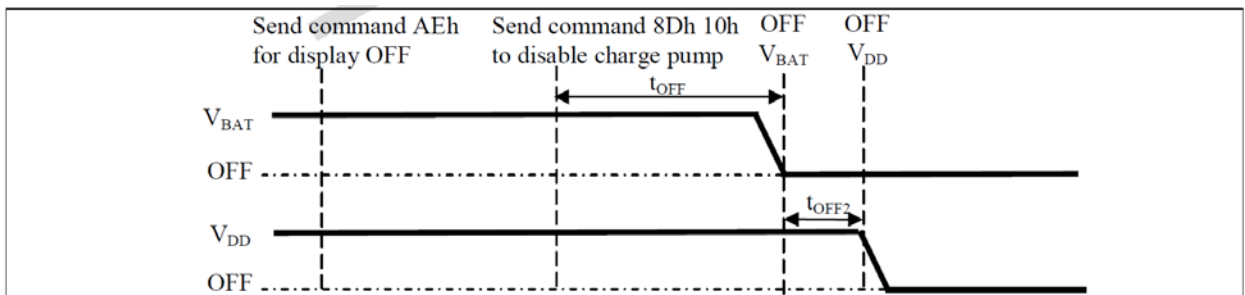 Send command AEh
for display OFF
Send command 8Dh 10h
to disable charge pump
OFF
VBAT
OFF
VDD
tOFF
VBAT
OFF
tOFF2
VDD
OFF